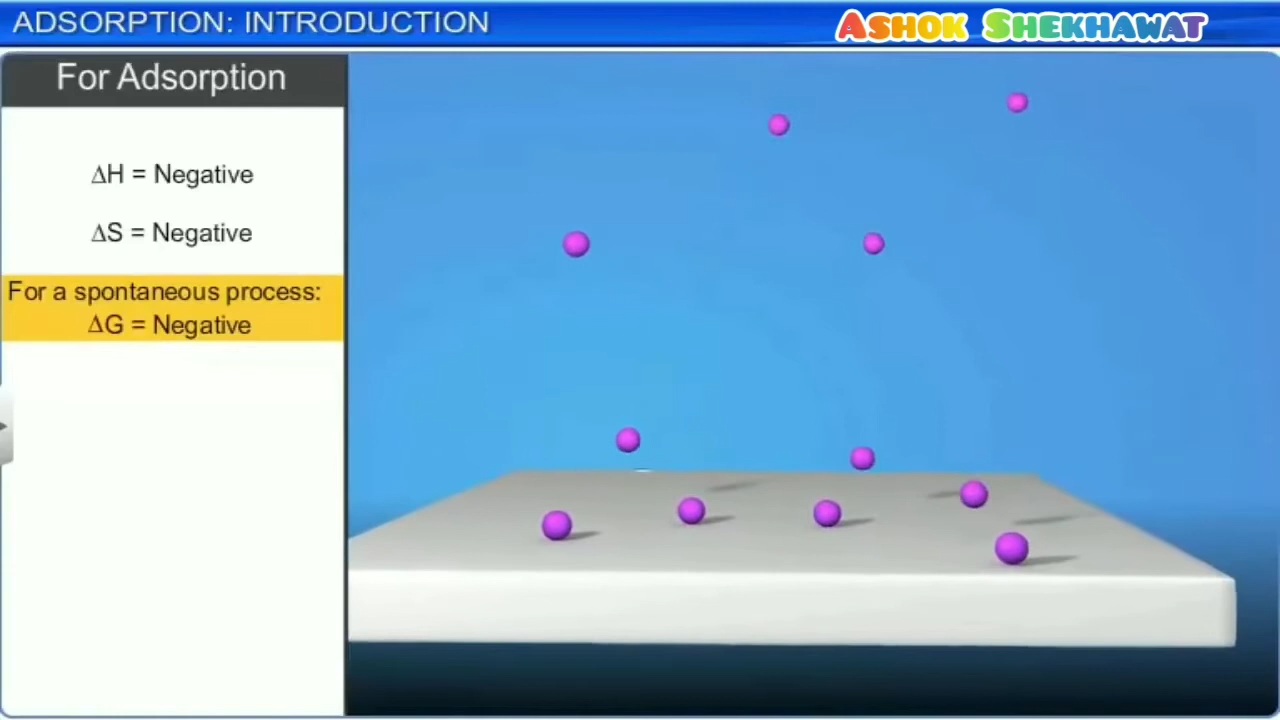 ADSORPTION: INTRODUCTION
ASHOK SHEKHAWAT
For Adsorption
ΔH = Negative
ΔS = Negative
For a spontaneous process:
ΔG = Negative